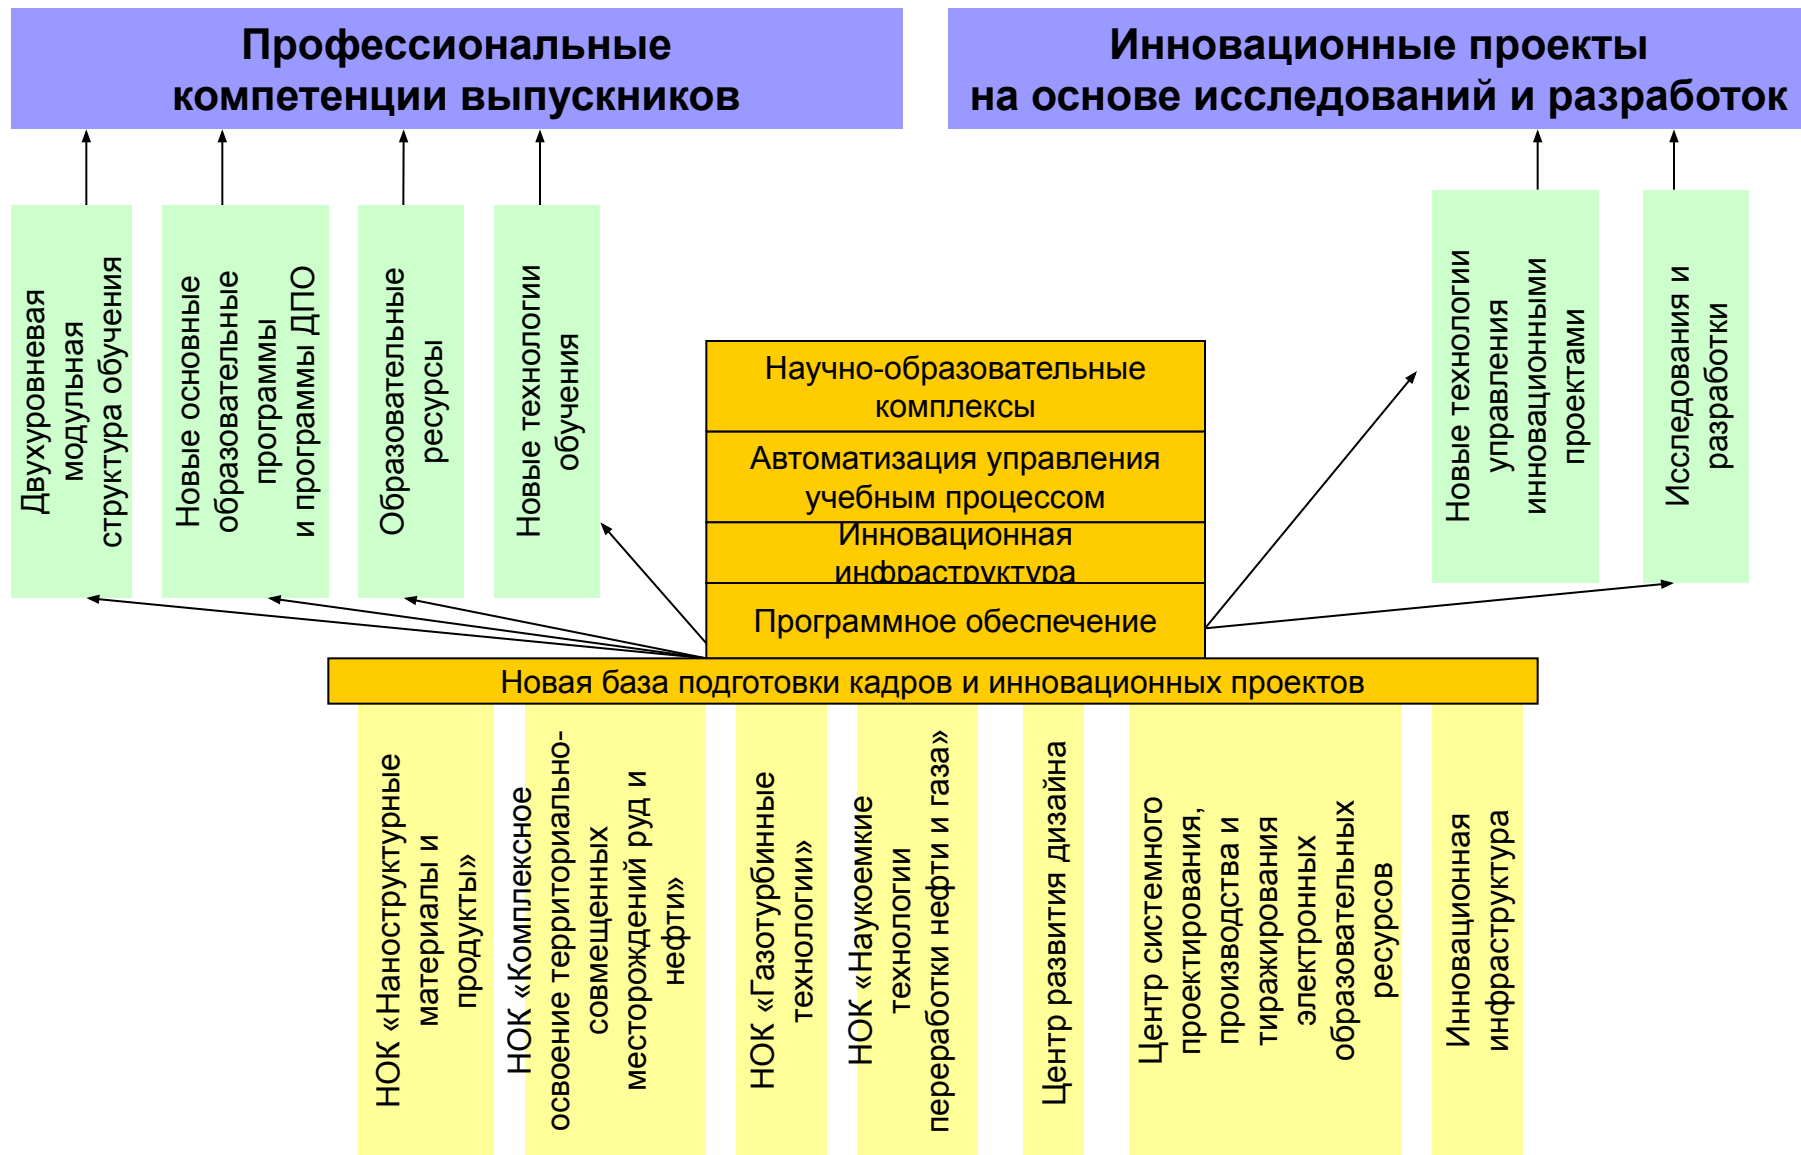 Профессиональные
компетенции выпускников
Инновационные проекты
на основе исследований и разработок
Двухуровневая
модульная
структура обучения
Новые основные
образовательные
программы
и программы ДПО
Образовательные
ресурсы
Новые технологии
обучения
Научно-образовательные
комплексы
Автоматизация управления
учебным процессом
Инновационная
инфраструктура
Программное обеспечение
Новые технологии
управления
инновационными
проектами
Исследования и
разработки
Новая база подготовки кадров и инновационных проектов
НОК «Наноструктурные
материалы и
продукты»
НОК «Комплексное
освоение территориально-
совмещенных
месторождений руд и
нефти»
НОК «Газотурбинные
технологии»
НОК «Наукоемкие
технологии
переработки нефти и газа»
Центр развития дизайна
Центр системного
проектирования,
производства и
тиражирования
электронных
образовательных
ресурсов
Инновационная
инфраструктура